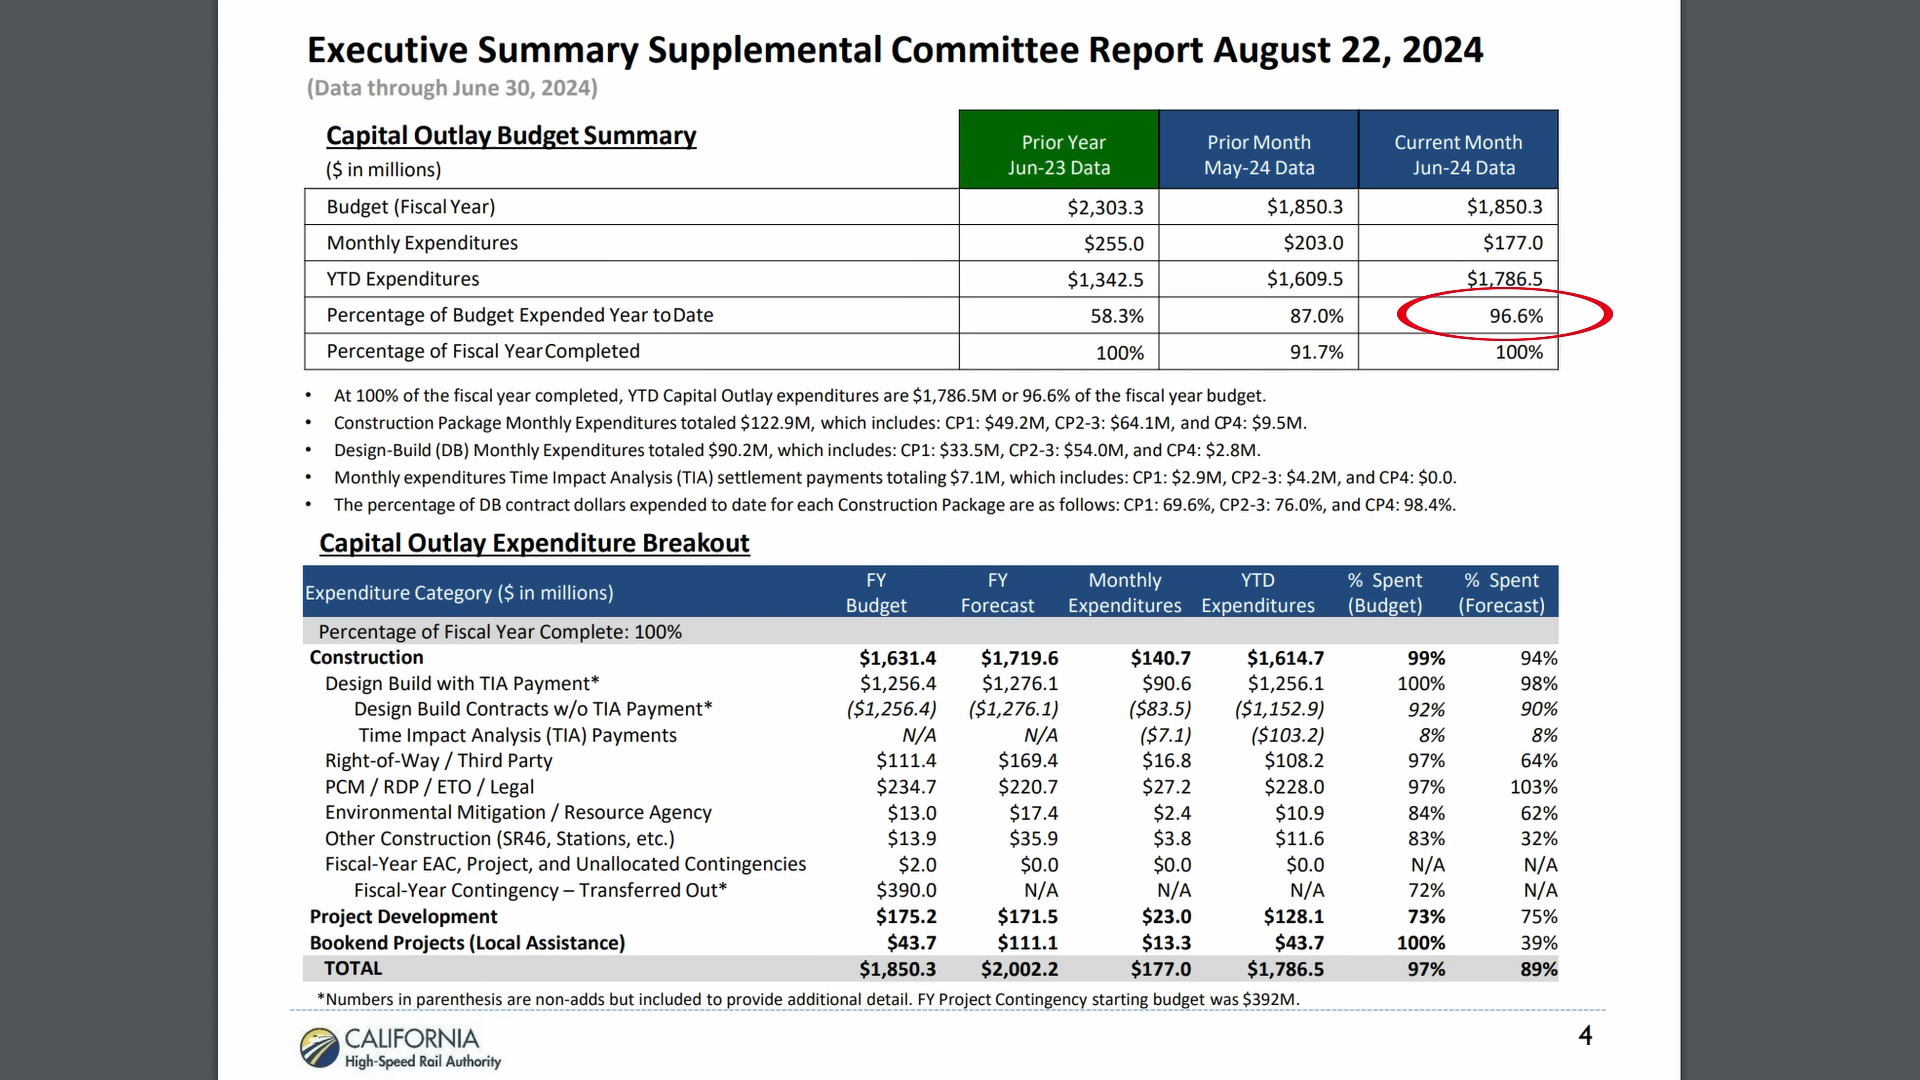 Executive Summary Supplemental Committee Report August 22, 2024
(Data through June 30, 2024)
Capital Outlay Budget Summary
($ in millions)
Prior Year
Jun-23 Data
Prior Month
May-24 Data
Current Month
Jun-24 Data
Budget (Fiscal Year) $2,303.3 $1,850.3 $1,850.3
Monthly Expenditures $255.0 $203.0 $177.0
YTD Expenditures $1,342.5 $1,609.5 $1,786.5
Percentage of Budget Expended Year to Date 58.3% 87.0% 96.6%
Percentage of Fiscal Year Completed 100% 91.7% 100%
• At 100% of the fiscal year completed, YTD Capital Outlay expenditures are $1,786.5M or 96.6% of the fiscal year budget.
• Construction Package Monthly Expenditures totaled $122.9M, which includes: CP1: $49.2M, CP2-3: $64.1M, and CP4: $9.5M.
• Design-Build (DB) Monthly Expenditures totaled $90.2M, which includes: CP1: $33.5M, CP2-3: $54.0M, and CP4: $2.8M.
• Monthly expenditures Time Impact Analysis (TIA) settlement payments totaling $7.1M, which includes: CP1: $2.9M, CP2-3: $4.2M, and CP4: $0.0.
• The percentage of DB contract dollars expended to date for each Construction Package are as follows: CP1: 69.6%, CP2-3: 76.0%, and CP4: 98.4%.
Capital Outlay Expenditure Breakout
Expenditure Category ($ in millions)
FY
Budget
FY
Forecast
Monthly
Expenditures
YTD
Expenditures
% Spent
(Budget)
% Spent
(Forecast)
Percentage of Fiscal Year Complete: 100%
Construction $1,631.4 $1,719.6 $140.7 $1,614.7 99% 94%
Design Build with TIA Payment* $1,256.4 $1,276.1 $90.6 $1,256.1 100% 98%
Design Build Contracts w/o TIA Payment* ($1,256.4) ($1,276.1) ($83.5) ($1,152.9) 92% 90%
Time Impact Analysis (TIA) Payments N/A N/A ($7.1) ($103.2) 8% 8%
Right-of-Way / Third Party $111.4 $169.4 $16.8 $108.2 97% 64%
PCM / RDP / ETO / Legal $234.7 $220.7 $27.2 $228.0 97% 103%
Environmental Mitigation / Resource Agency $13.0 $17.4 $2.4 $10.9 84% 62%
Other Construction (SR46, Stations, etc.) $13.9 $35.9 $3.8 $11.6 83% 32%
Fiscal-Year EAC, Project, and Unallocated Contingencies $2.0 $0.0 $0.0 $0.0 N/A N/A
Fiscal-Year Contingency – Transferred Out* $390.0 N/A N/A N/A 72% N/A
Project Development $175.2 $171.5 $23.0 $128.1 73% 75%
Bookend Projects (Local Assistance) $43.7 $111.1 $13.3 $43.7 100% 39%
TOTAL $1,850.3 $2,002.2 $177.0 $1,786.5 97% 89%
*Numbers in parenthesis are non-adds but included to provide additional detail. FY Project Contingency starting budget was $392M.
CALIFORNIA
High-Speed Rail Authority
4